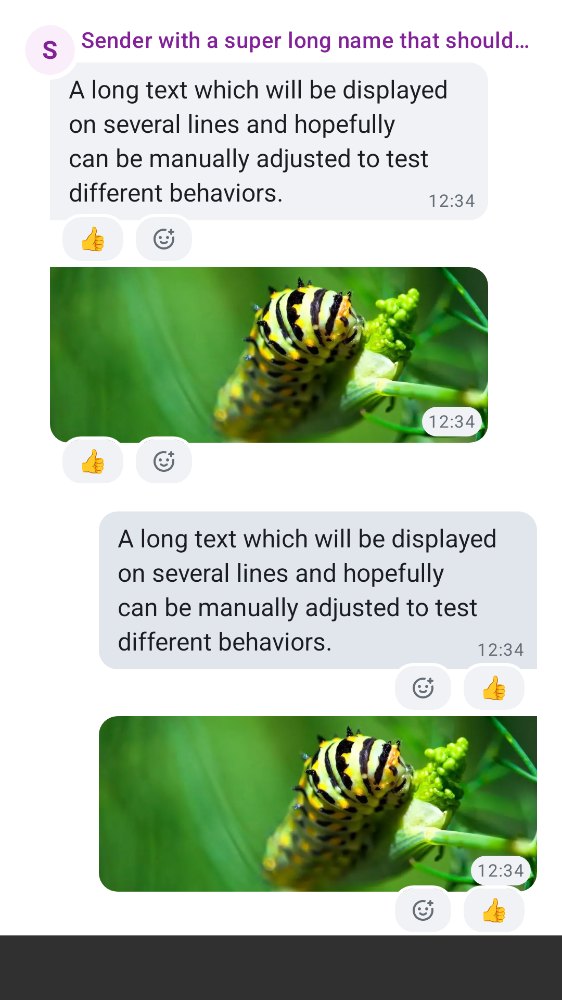 S
Sender with a super long name that should…
A long text which will be displayed
on several lines and hopefully
can be manually adjusted to test
different behaviors.
12:34
12:34
A long text which will be displayed
on several lines and hopefully
can be manually adjusted to test
different behaviors.
12:34
12:34